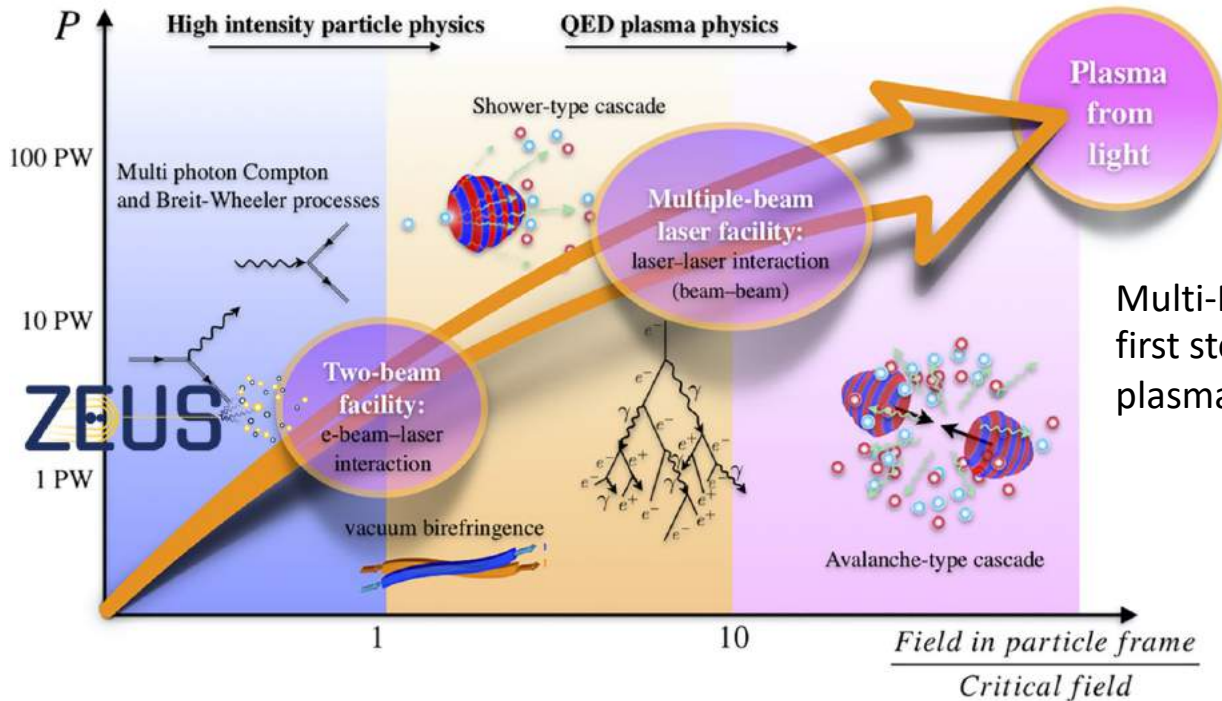 P
High intensity particle physics
QED plasma physics
Plasma
from
light
Shower-type cascade
100 PW
Multi photon Compton
and Breit-Wheeler processes
Multiple-beam
laser facility:
laser–laser interaction
(beam–beam)
10 PW
first
plasma
Two-beam
facility:
e-beam–laser
interaction
ZEUS
1 PW
e−
γ
e−
γ
γ
e−
e−
e+
e−
γ
e−
e+
e−
γ
e−
e+
e−
vacuum birefringence
Avalanche-type cascade
1
10
Field in particle frame
Critical field